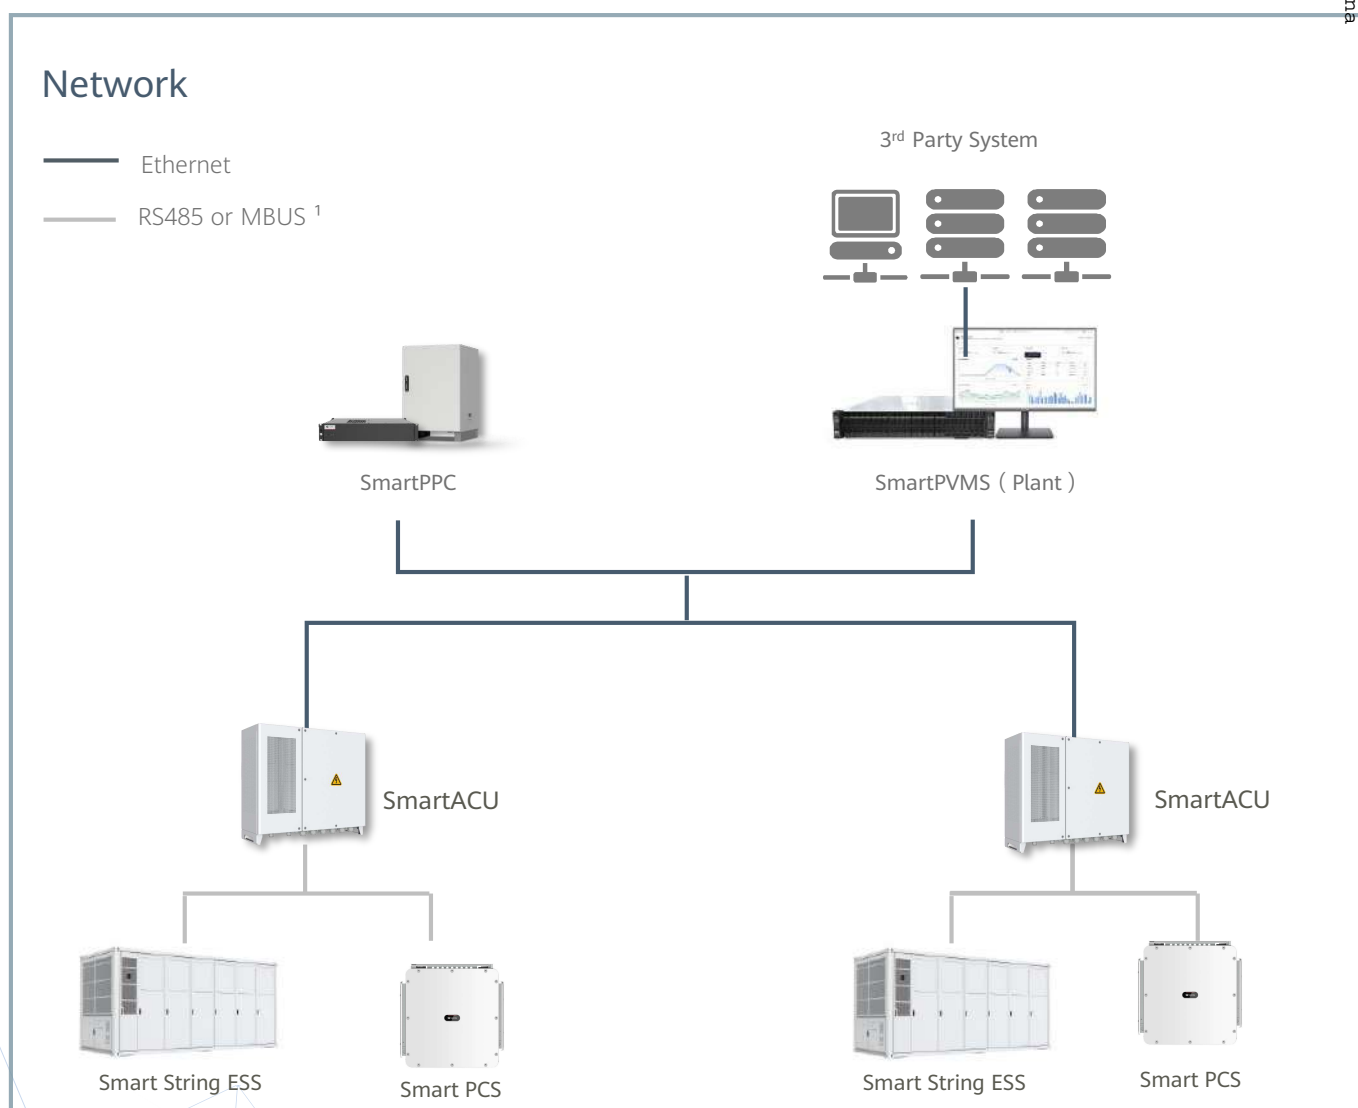 ma
Network
Ethernet
RS485 or MBUS ¹
3rd Party System
SmartPPC
SmartPVMS ( Plant )
SmartACU
SmartACU
Smart String ESS
Smart PCS
Smart String ESS
Smart PCS